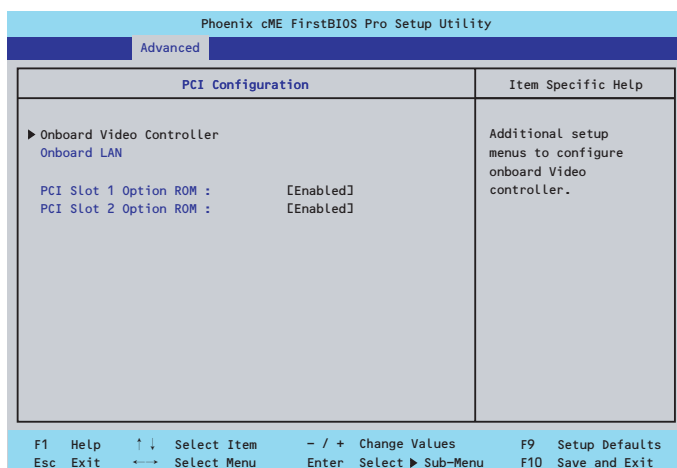 Phoenix cME FirstBIOS Pro Setup Utility
Advanced
PCI Configuration
Item Specific Help
▶ Onboard Video Controller
Onboard LAN
PCI Slot 1 Option ROM : [Enabled]
PCI Slot 2 Option ROM : [Enabled]
Additional setup
menus to configure
onboard Video
controller.
F1 Help ↑↓ Select Item - / + Change Values F9 Setup Defaults
Esc Exit ←→ Select Menu Enter Select ▶ Sub-Menu F10 Save and Exit